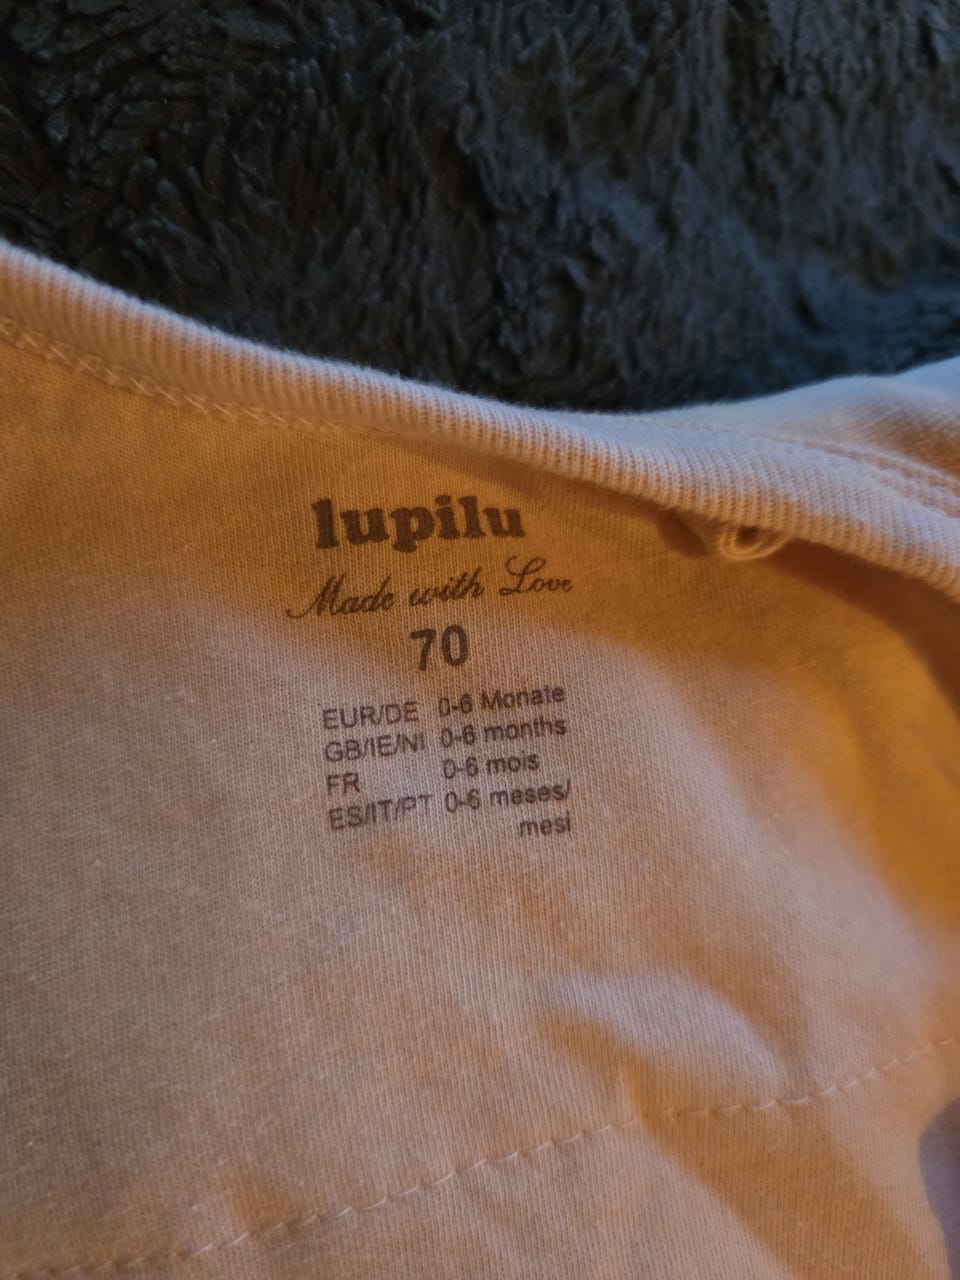 lupilu
Made with Love
70
EUR/DE 0-6 Monate
GB/IE/NI 0-6 months
FR 0-6 mois
ES/IT/PT 0-6 meses/
mesi